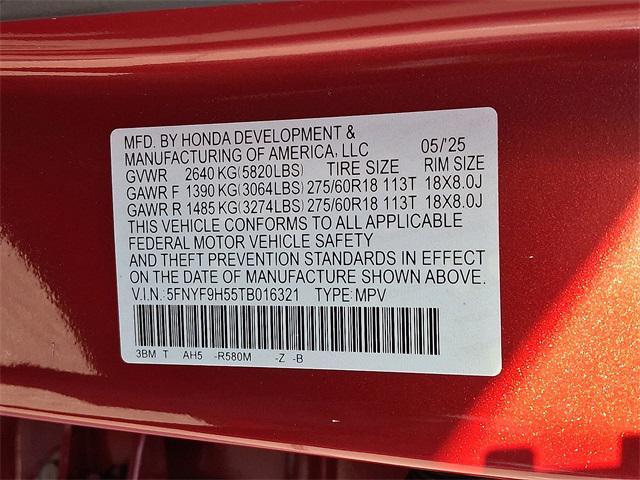 MFD. BY HONDA DEVELOPMENT &
MANUFACTURING OF AMERICA, LLC 05/'25
GVWR 2640 KG(5820LBS) TIRE SIZE RIM SIZE
GAWR F 1390 KG(3064LBS) 275/60R18 113T 18X8.0J
GAWR R 1485 KG(3274LBS) 275/60R18 113T 18X8.0J
THIS VEHICLE CONFORMS TO ALL APPLICABLE
FEDERAL MOTOR VEHICLE SAFETY
AND THEFT PREVENTION STANDARDS IN EFFECT
ON THE DATE OF MANUFACTURE SHOWN ABOVE.
V.I.N.:5FNYF9H55TB016321 TYPE:MPV
3BM T AH5 -R580M -Z -B